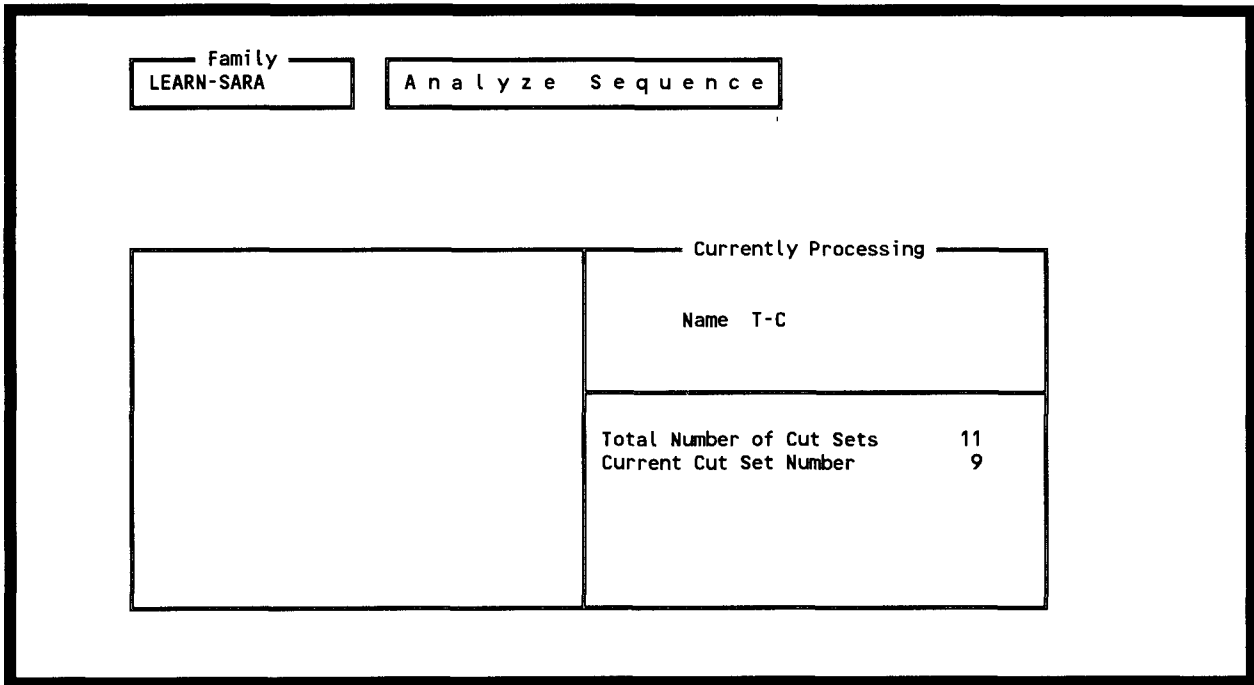 Family
LEARN-SARA
Analyze Sequence
Currently Processing
Name T-C
Total Number of Cut Sets 11
Current Cut Set Number 9